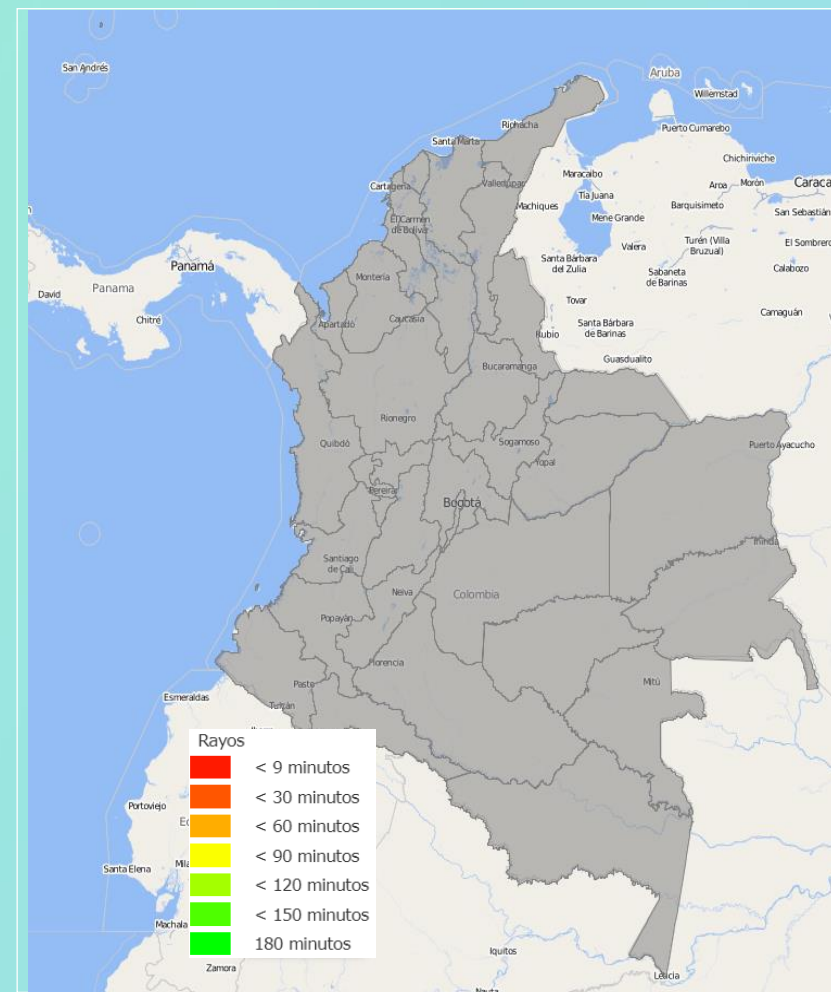 San Andrés
Aruba
Willemstad
Riohacha
Puerto Cumarebo
Santa Marta
Chichiriviche
Maracaibo
Cartagena
Valledupar
Aroa
Morón
Caraca
Tia Juana
Machiques
Barquisimeto
San Sebastián
El Carmen
de Bolívar
Mene Grande
Turén (Villa
Bruzual)
Valera
El Sombrero
Panamá
Santa Bárbara
del Zulia
Calabozo
Montería
Sabaneta
de Barinas
Panama
David
Tovar
Camaguán
Chitré
Apartadó
Caucasia
Santa Bárbara
de Barinas
Rubio
Guasdualito
Bucaramanga
Rionegro
Quibdó
Sogamoso
Puerto Ayacucho
Yopal
Pereira
Bogotá
Inírida
Santiago
de Cali
Neiva
Colombia
Popayán
Florencia
Mitú
Pasto
Esmeraldas
Tulcán
Rayos
< 9 minutos
< 30 minutos
Portoviejo
< 60 minutos
< 90 minutos
Santa Elena
< 120 minutos
< 150 minutos
Machala
180 minutos
Iquitos
Zamora
Leticia
Nauta